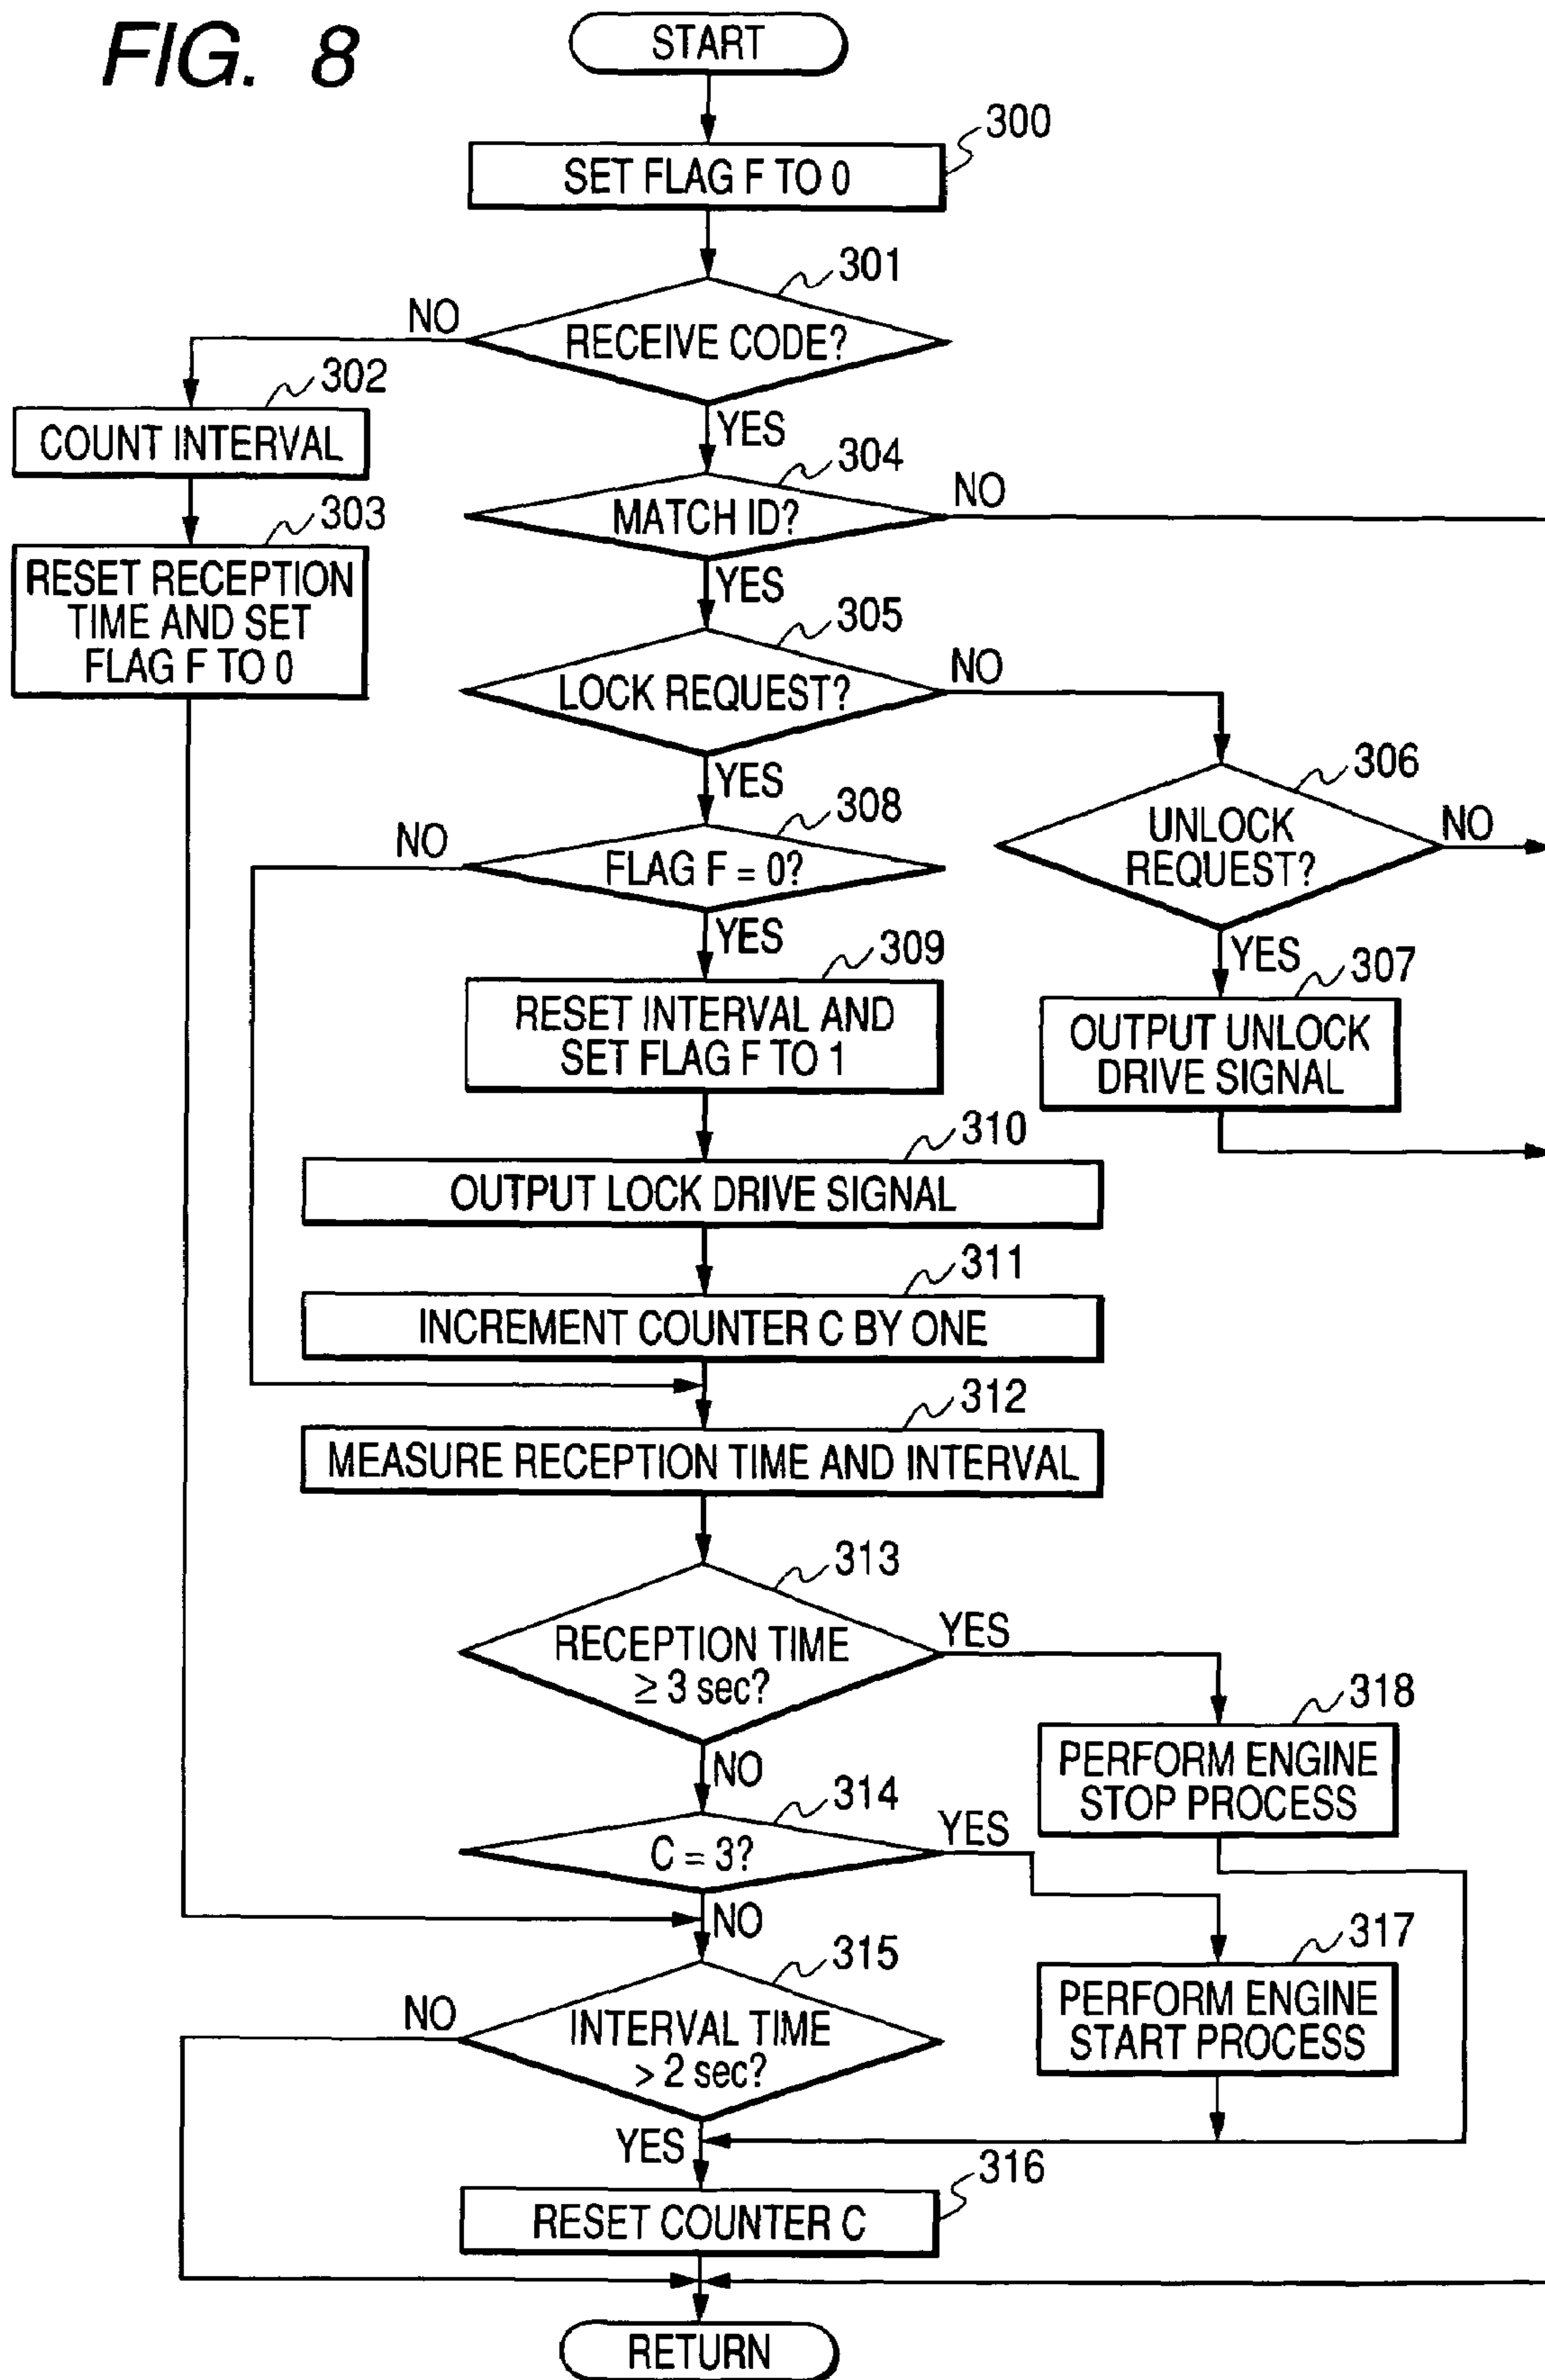 FIG. 8
START
300
SET FLAG F TO 0
301
NO
RECEIVE CODE?
302
COUNT INTERVAL
YES
304
NO
MATCH ID?
303
RESET RECEPTION
TIME AND SET
FLAG F TO 0
YES
305
NO
LOCK REQUEST?
306
YES
308
UNLOCK
REQUEST?
NO
NO
FLAG F = 0?
YES
309
YES
307
RESET INTERVAL AND
SET FLAG F TO 1
OUTPUT UNLOCK
DRIVE SIGNAL
310
OUTPUT LOCK DRIVE SIGNAL
311
INCREMENT COUNTER C BY ONE
312
MEASURE RECEPTION TIME AND INTERVAL
313
RECEPTION TIME
≥ 3 sec?
YES
318
PERFORM ENGINE
STOP PROCESS
NO
314
YES
C = 3?
NO
315
317
NO
INTERVAL TIME
> 2 sec?
PERFORM ENGINE
START PROCESS
YES
316
RESET COUNTER C
RETURN